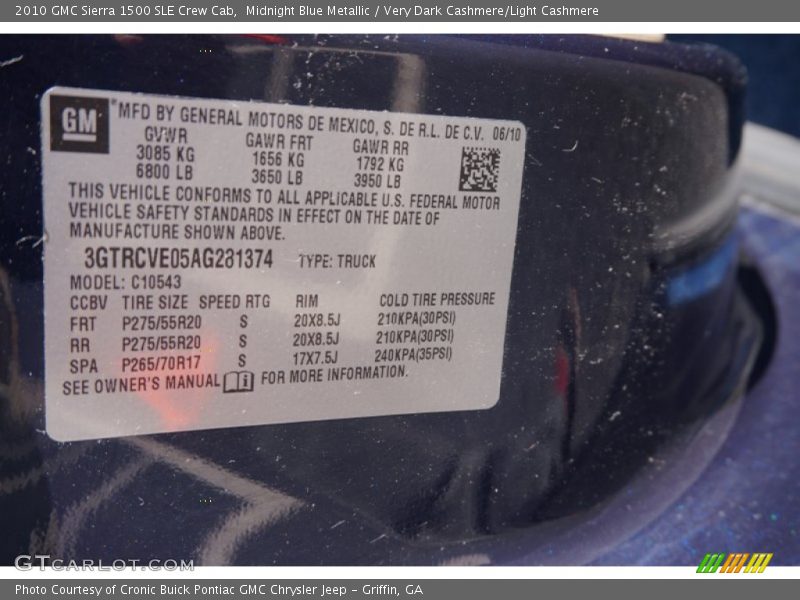 2010 GMC Sierra 1500 SLE Crew Cab, Midnight Blue Metallic / Very Dark Cashmere/Light Cashmere
GM
MFD BY GENERAL MOTORS DE MEXICO, S. DE R.L. DE C.V. 06/10
GVWR GAWR FRT GAWR RR
3085 KG 1656 KG 1792 KG
6800 LB 3650 LB 3950 LB
THIS VEHICLE CONFORMS TO ALL APPLICABLE U.S. FEDERAL MOTOR
VEHICLE SAFETY STANDARDS IN EFFECT ON THE DATE OF
MANUFACTURE SHOWN ABOVE.
3GTRCVE05AG281374 TYPE: TRUCK
MODEL: C10543
CCBV TIRE SIZE SPEED RTG RIM COLD TIRE PRESSURE
FRT P275/55R20 S 20X8.5J 210KPA(30PSI)
RR P275/55R20 S 20X8.5J 210KPA(30PSI)
SPA P265/70R17 S 17X7.5J 240KPA(35PSI)
SEE OWNER'S MANUAL FOR MORE INFORMATION.
GTCARLOT.COM
Photo Courtesy of Cronic Buick Pontiac GMC Chrysler Jeep - Griffin, GA